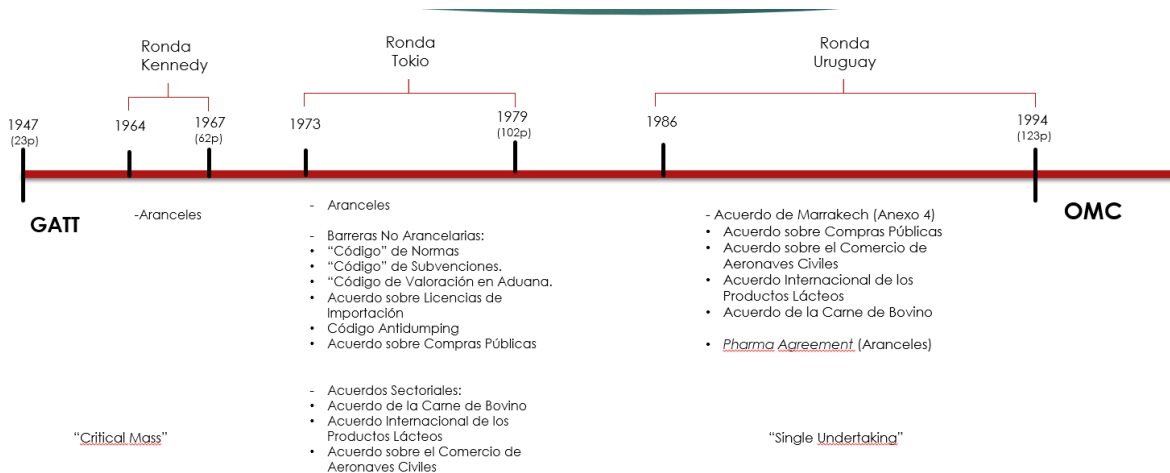 Ronda
Kennedy
Ronda
Tokio
Ronda
Uruguay
1947
(23p)
1964
1967
(62p)
1973
1979
(102p)
1986
1994
(123p)
GATT
-Aranceles
- Aranceles
- Barreras No Arancelarias:
• “Código” de Normas
• “Código” de Subvenciones.
• “Código de Valoración en Aduana.
• Acuerdo sobre Licencias de
Importación
• Código Antidumping
• Acuerdo sobre Compras Públicas
- Acuerdos Sectoriales:
• Acuerdo de la Carne de Bovino
• Acuerdo Internacional de los
Productos Lácteos
• Acuerdo sobre el Comercio de
Aeronaves Civiles
- Acuerdo de Marrakech (Anexo 4)
• Acuerdo sobre Compras Públicas
• Acuerdo sobre el Comercio de
Aeronaves Civiles
• Acuerdo Internacional de los
Productos Lácteos
• Acuerdo de la Carne de Bovino
• Pharma Agreement (Aranceles)
OMC
“Critical Mass”
“Single Undertaking”